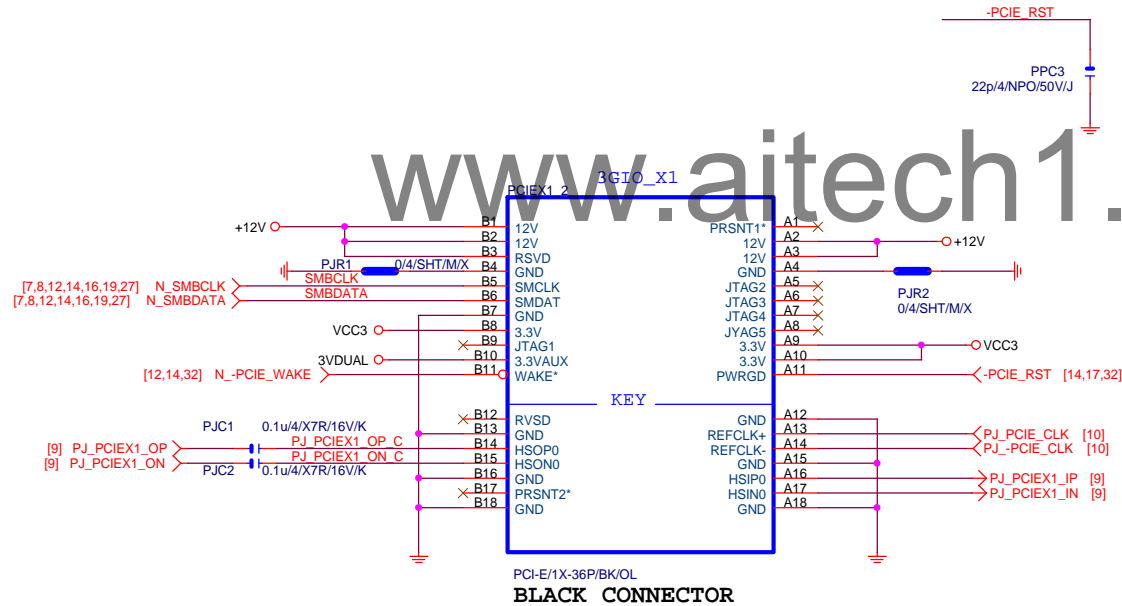 -PCIE_RST
PPC3
22p/4/NPO/50V/J
www.aitech1.
3GIO_X1
PCIEX1_2
+12V B1 12V PRSNT1* A1
B2 12V 12V A2 +12V
B3 RSVD 12V A3
PJR1 0/4/SHT/M/X B4 GND GND A4
[7,8,12,14,16,19,27] N_SMBCLK SMBCLK B5 SMCLK JTAG2 A5
[7,8,12,14,16,19,27] N_SMBDATA SMBDATA B6 SMDAT JTAG3 A6
PJR2
0/4/SHT/M/X
B7 GND JTAG4 A7
VCC3 B8 3.3V JYAG5 A8
B9 JTAG1 3.3V A9 VCC3
3VDUAL B10 3.3VAUX 3.3V A10
[12,14,32] N_-PCIE_WAKE B11 WAKE* PWRGD A11 -PCIE_RST [14,17,32]
KEY
B12 RVSD GND A12
PJC1 0.1u/4/X7R/16V/K
B13 GND REFCLK+ A13 PJ_PCIE_CLK [10]
[9] PJ_PCIEX1_OP PJ_PCIEX1_OP_C B14 HSOP0 REFCLK- A14 PJ_-PCIE_CLK [10]
[9] PJ_PCIEX1_ON PJ_PCIEX1_ON_C B15 HSON0 GND A15
PJC2 0.1u/4/X7R/16V/K
B16 GND HSIP0 A16 PJ_PCIEX1_IP [9]
B17 PRSNT2* HSIN0 A17 PJ_PCIEX1_IN [9]
B18 GND GND A18
PCI-E/1X-36P/BK/OL
BLACK CONNECTOR